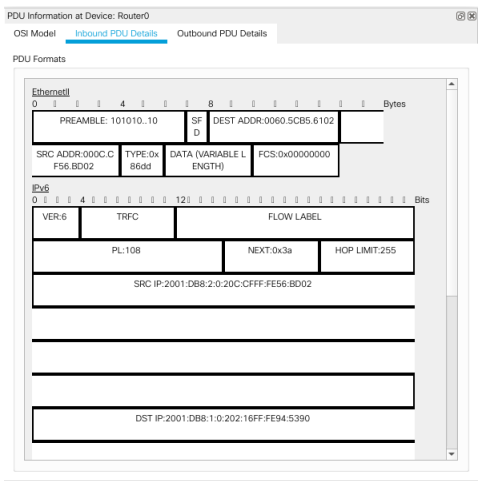 PDU Information at Device: Router0
OSI Model Inbound PDU Details Outbound PDU Details
PDU Formats
EthernetII
0 4 8 Bytes
PREAMBLE: 101010..10 SF D DEST ADDR:0060.5CB5.6102
SRC ADDR:000C.C TYPE:0x DATA (VARIABLE L FCS:0x00000000
F56.BD02 86dd ENGTH)
IPv6
0 4 12 Bits
VER:6 TRFC FLOW LABEL
PL:108 NEXT:0x3a HOP LIMIT:255
SRC IP:2001:DB8:2:0:20C:CFFF:FE56:BD02
DST IP:2001:DB8:1:0:202:16FF:FE94:5390